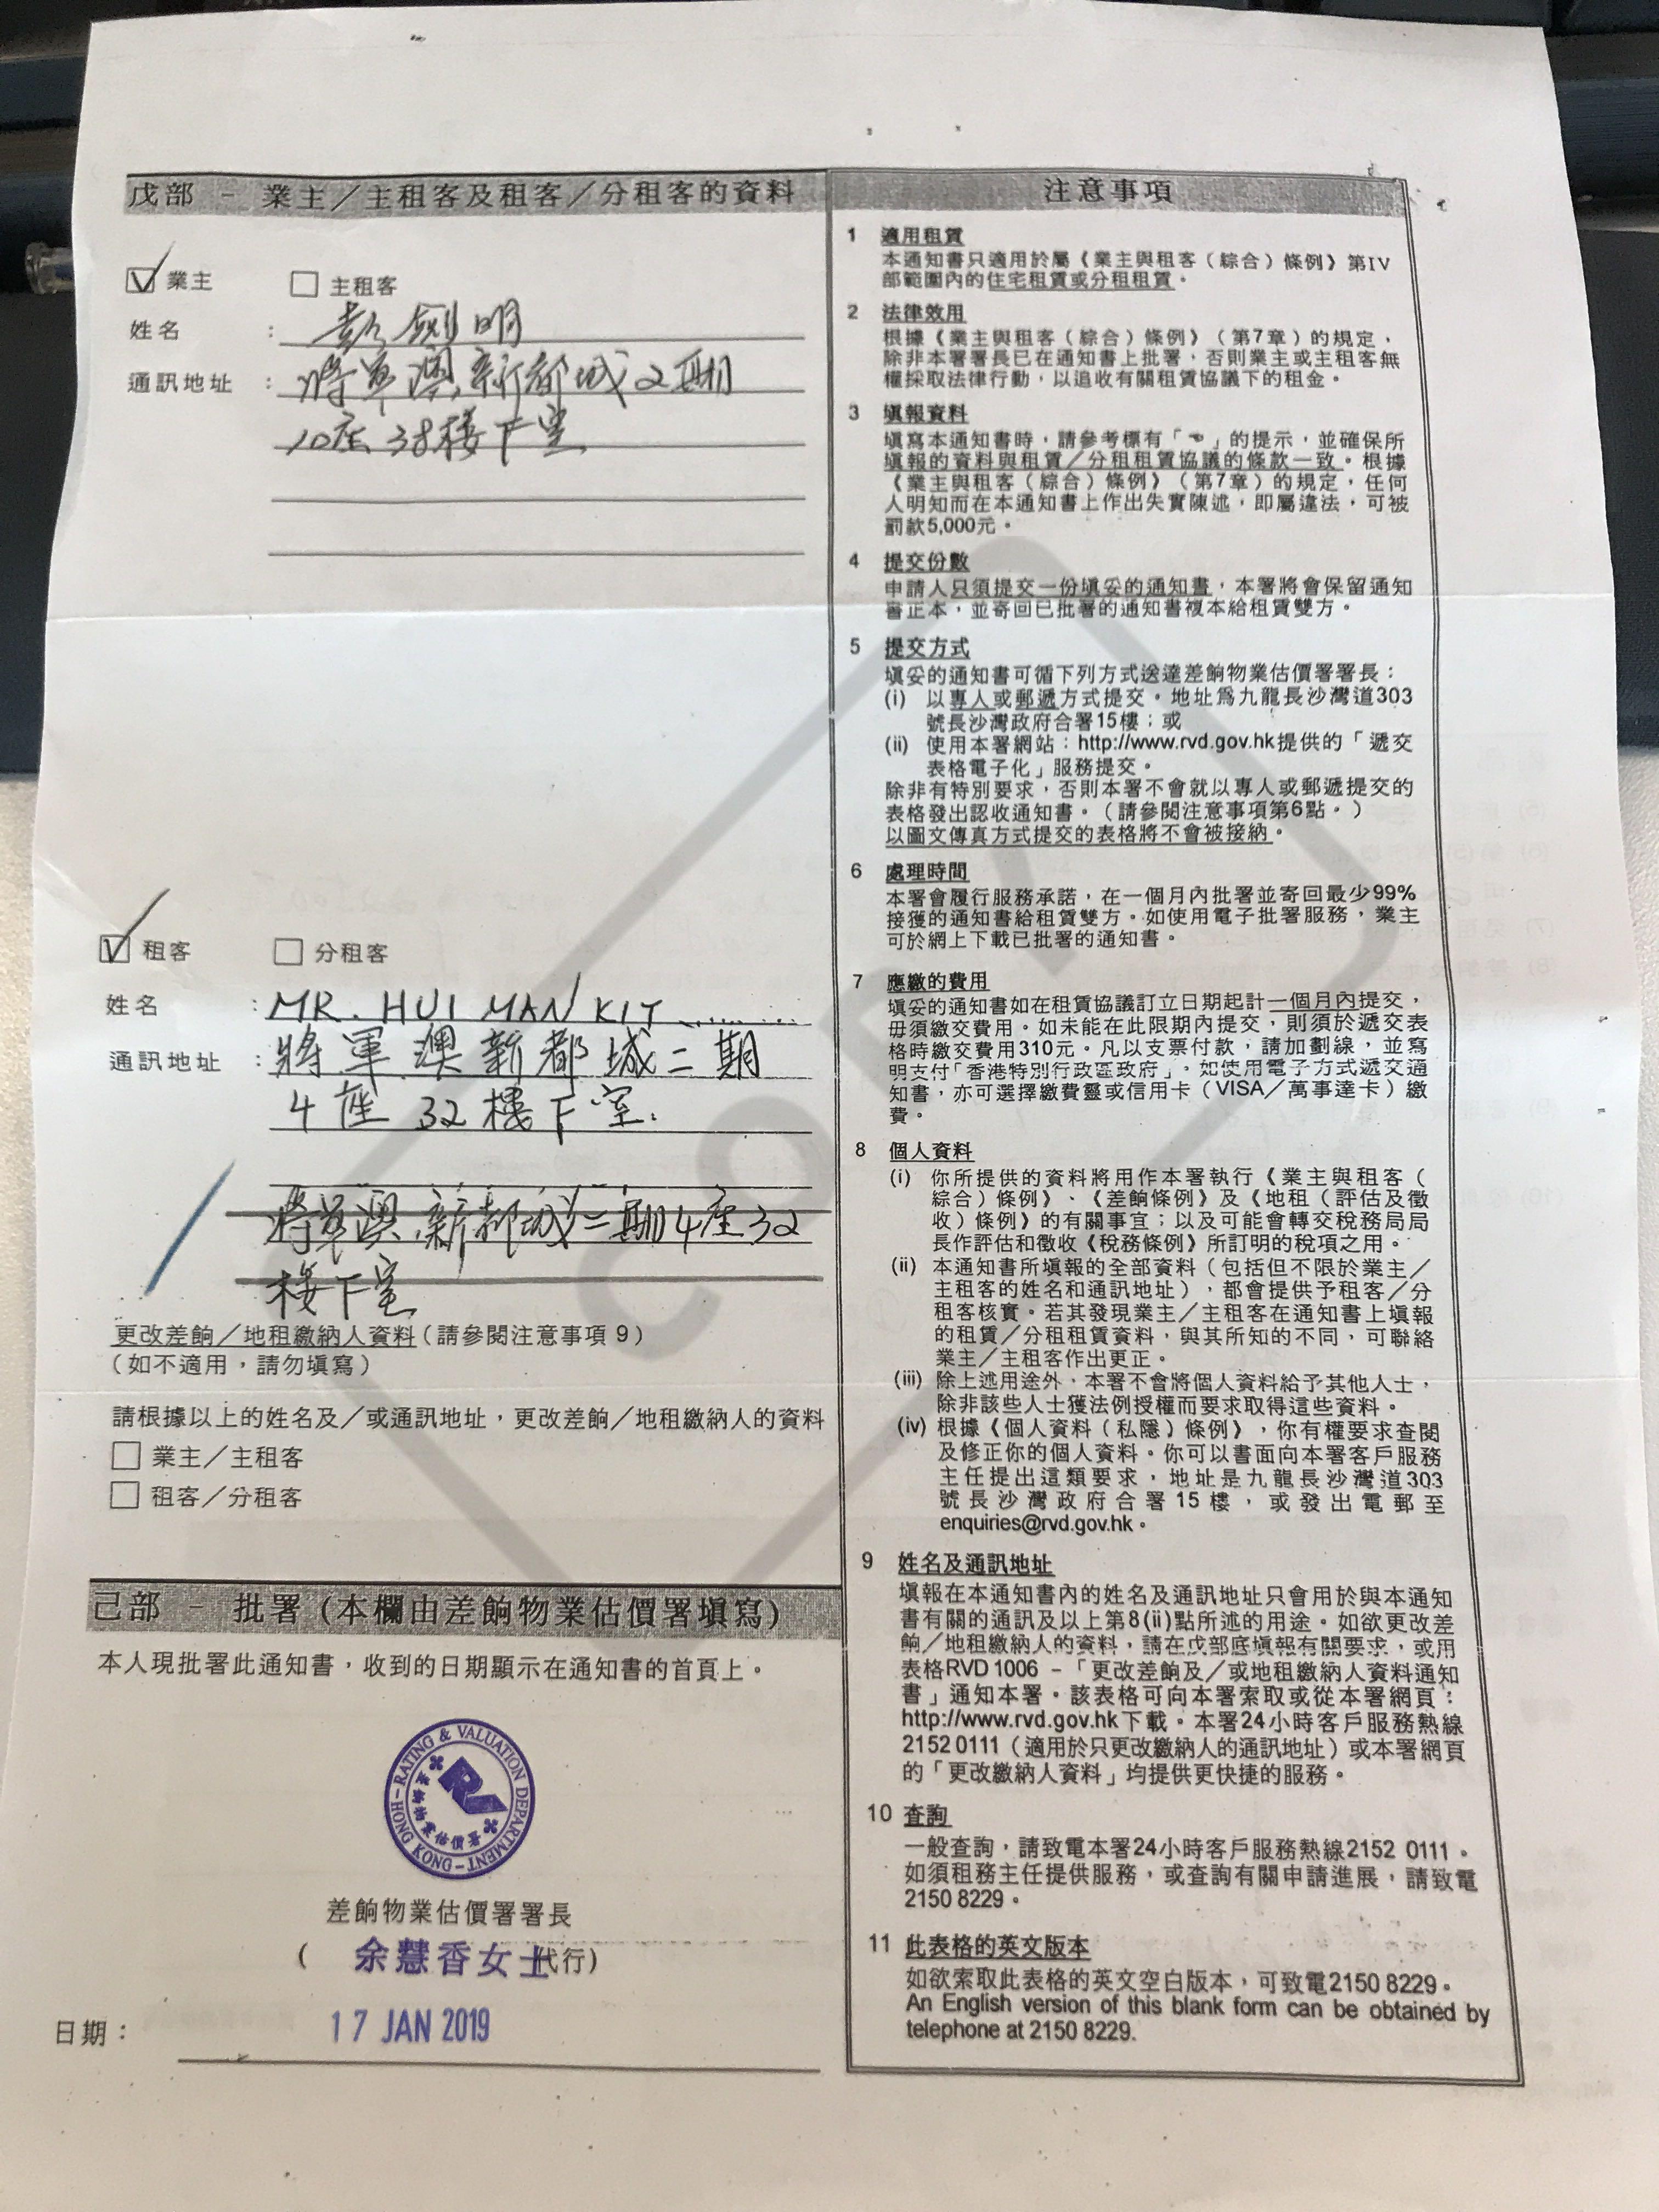 戊部 － 業主／主租客及租客／分租客的資料
業主 主租客
姓名 : 彭劍明
通訊地址 : 將軍澳新都城2期
10座38樓F室
租客 分租客
姓名 : MR. HUI MAN KIT
通訊地址 : 將軍澳新都城二期
4座 32樓F室.
將軍澳新都城二期4座32
樓F室
更改差餉／地租繳納人資料(請參閱注意事項 9)
(如不適用，請勿填寫)
請根據以上的姓名及／或通訊地址，更改差餉／地租繳納人的資料
業主／主租客
租客／分租客
己部 － 批署 (本欄由差餉物業估價署填寫)
本人現批署此通知書，收到的日期顯示在通知書的首頁上。
RATING & VALUATION DEPARTMENT
RV
差餉物業估價署
HONG KONG
差餉物業估價署署長
( 余慧香女士代行)
日期： 17 JAN 2019
注意事項
1 適用租賃
本通知書只適用於屬《業主與租客（綜合）條例》第IV
部範圍內的住宅租賃或分租租賃。
2 法律效用
根據《業主與租客（綜合）條例》（第7章）的規定，
除非本署署長已在通知書上批署，否則業主或主租客無
權採取法律行動，以追收有關租賃協議下的租金。
3 填報資料
填寫本通知書時，請參考標有「☜」的提示，並確保所
填報的資料與租賃／分租租賃協議的條款一致。根據
《業主與租客（綜合）條例》（第7章）的規定，任何
人明知而在本通知書上作出失實陳述，即屬違法，可被
罰款5,000元。
4 提交份數
申請人只須提交一份填妥的通知書，本署將會保留通知
書正本，並寄回已批署的通知書複本給租賃雙方。
5 提交方式
填妥的通知書可循下列方式送達差餉物業估價署署長：
(i) 以專人或郵遞方式提交。地址為九龍長沙灣道303
號長沙灣政府合署15樓；或
(ii) 使用本署網站：http://www.rvd.gov.hk提供的「遞交
表格電子化」服務提交。
除非有特別要求，否則本署不會就以專人或郵遞提交的
表格發出認收通知書。（請參閱注意事項第6點。）
以圖文傳真方式提交的表格將不會被接納。
6 處理時間
本署會履行服務承諾，在一個月內批署並寄回最少99%
接獲的通知書給租賃雙方。如使用電子批署服務，業主
可於網上下載已批署的通知書。
7 應繳的費用
填妥的通知書如在租賃協議訂立日期起計一個月內提交，
毋須繳交費用。如未能在此限期內提交，則須於遞交表
格時繳交費用310元。凡以支票付款，請加劃線，並寫
明支付「香港特別行政區政府」。如使用電子方式遞交通
知書，亦可選擇繳費靈或信用卡（VISA／萬事達卡）繳
費。
8 個人資料
(i) 你所提供的資料將用作本署執行《業主與租客（
綜合）條例》、《差餉條例》及《地租（評估及徵
收）條例》的有關事宜；以及可能會轉交稅務局局
長作評估和徵收《稅務條例》所訂明的稅項之用。
(ii) 本通知書所填報的全部資料（包括但不限於業主／
主租客的姓名和通訊地址），都會提供予租客／分
租客核實。若其發現業主／主租客在通知書上填報
的租賃／分租租賃資料，與其所知的不同，可聯絡
業主／主租客作出更正。
(iii) 除上述用途外，本署不會將個人資料給予其他人士，
除非該些人士獲法例授權而要求取得這些資料。
(iv) 根據《個人資料（私隱）條例》，你有權要求查閱
及修正你的個人資料。你可以書面向本署客戶服務
主任提出這類要求，地址是九龍長沙灣道303
號長沙灣政府合署15樓，或發出電郵至
enquiries@rvd.gov.hk。
9 姓名及通訊地址
填報在本通知書內的姓名及通訊地址只會用於與本通知
書有關的通訊及以上第8(ii)點所述的用途。如欲更改差
餉／地租繳納人的資料，請在戊部底填報有關要求，或用
表格RVD 1006 –「更改差餉及／或地租繳納人資料通知
書」通知本署。該表格可向本署索取或從本署網頁：
http://www.rvd.gov.hk下載。本署24小時客戶服務熱線
2152 0111（適用於只更改繳納人的通訊地址）或本署網頁
的「更改繳納人資料」均提供更快捷的服務。
10 查詢
一般查詢，請致電本署24小時客戶服務熱線2152 0111。
如須租務主任提供服務，或查詢有關申請進展，請致電
2150 8229。
11 此表格的英文版本
如欲索取此表格的英文空白版本，可致電2150 8229。
An English version of this blank form can be obtained by
telephone at 2150 8229.
COPY